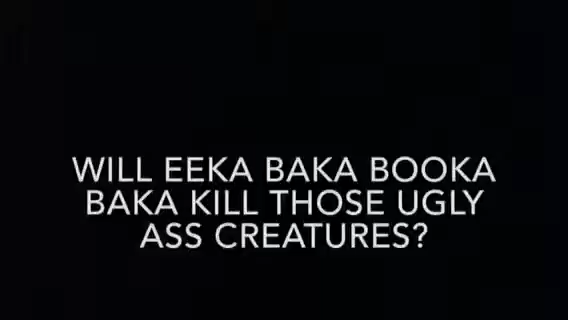 WILL EEKA BAKA BOOKA
BAKA KILL THOSE UGLY
ASS CREATURES?